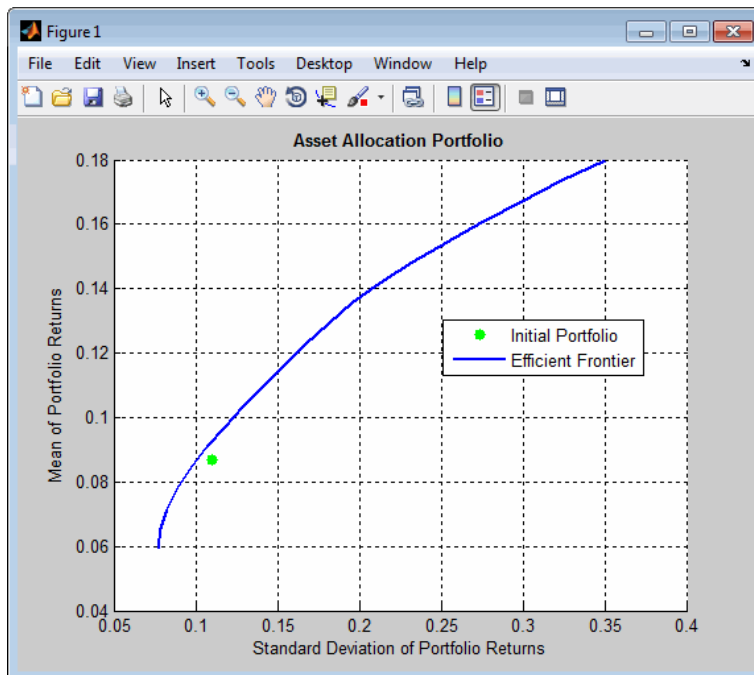 Figure 1
File Edit View Insert Tools Desktop Window Help
Asset Allocation Portfolio
0.18
0.16
0.14
0.12
0.1
0.08
0.06
0.04
Mean of Portfolio Returns
Initial Portfolio
Efficient Frontier
0.05 0.1 0.15 0.2 0.25 0.3 0.35 0.4
Standard Deviation of Portfolio Returns